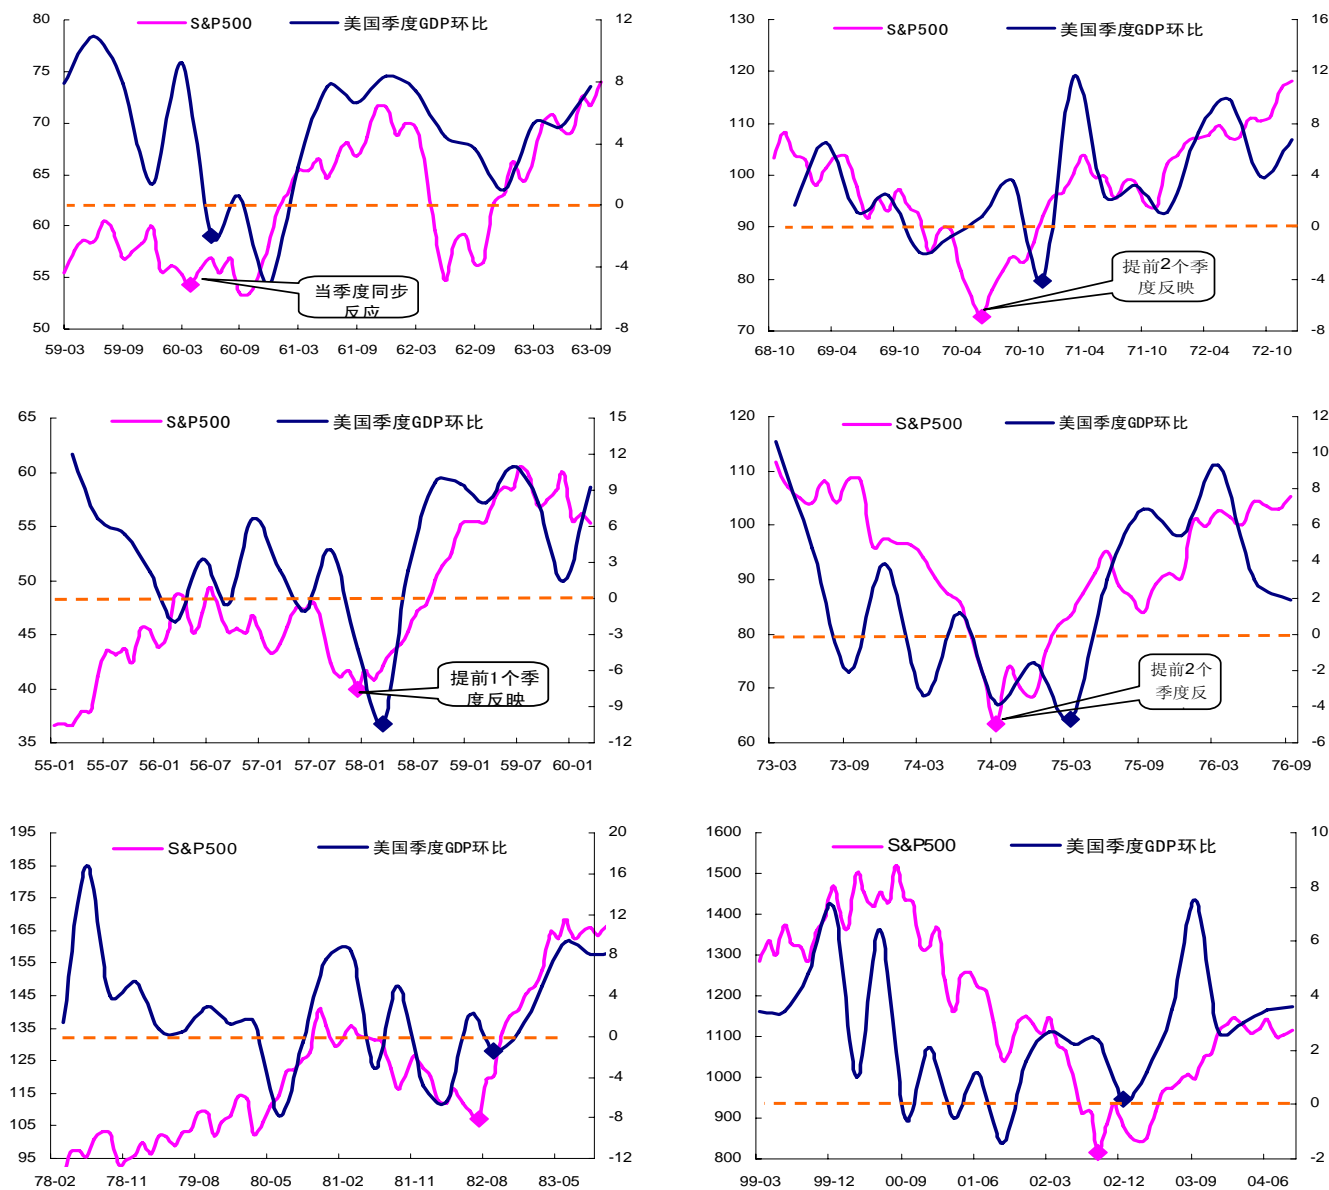 S&P500 美国季度GDP环比
80 75 70 65 60 55 50
12 8 4 0 -4 -8
当季度同步
反应
59-03 59-09 60-03 60-09 61-03 61-09 62-03 62-09 63-03 63-09
S&P500 美国季度GDP环比
130 120 110 100 90 80 70
16 12 8 4 0 -4 -8
提前2个季
度反映
68-10 69-04 69-10 70-04 70-10 71-04 71-10 72-04 72-10
S&P500 美国季度GDP环比
65 60 55 50 45 40 35
15 12 9 6 3 0 -3 -6 -9 -12
提前1个季
度反映
55-01 55-07 56-01 56-07 57-01 57-07 58-01 58-07 59-01 59-07 60-01
S&P500 美国季度GDP环比
120 110 100 90 80 70 60
12 10 8 6 4 2 0 -2 -4 -6
提前2个
季度反
73-03 73-09 74-03 74-09 75-03 75-09 76-03 76-09
S&P500 美国季度GDP环比
195 185 175 165 155 145 135 125 115 105 95
20 16 12 8 4 0 -4 -8 -12
78-02 78-11 79-08 80-05 81-02 81-11 82-08 83-05
S&P500 美国季度GDP环比
1600 1500 1400 1300 1200 1100 1000 900 800
10 8 6 4 2 0 -2
99-03 99-12 00-09 01-06 02-03 02-12 03-09 04-06